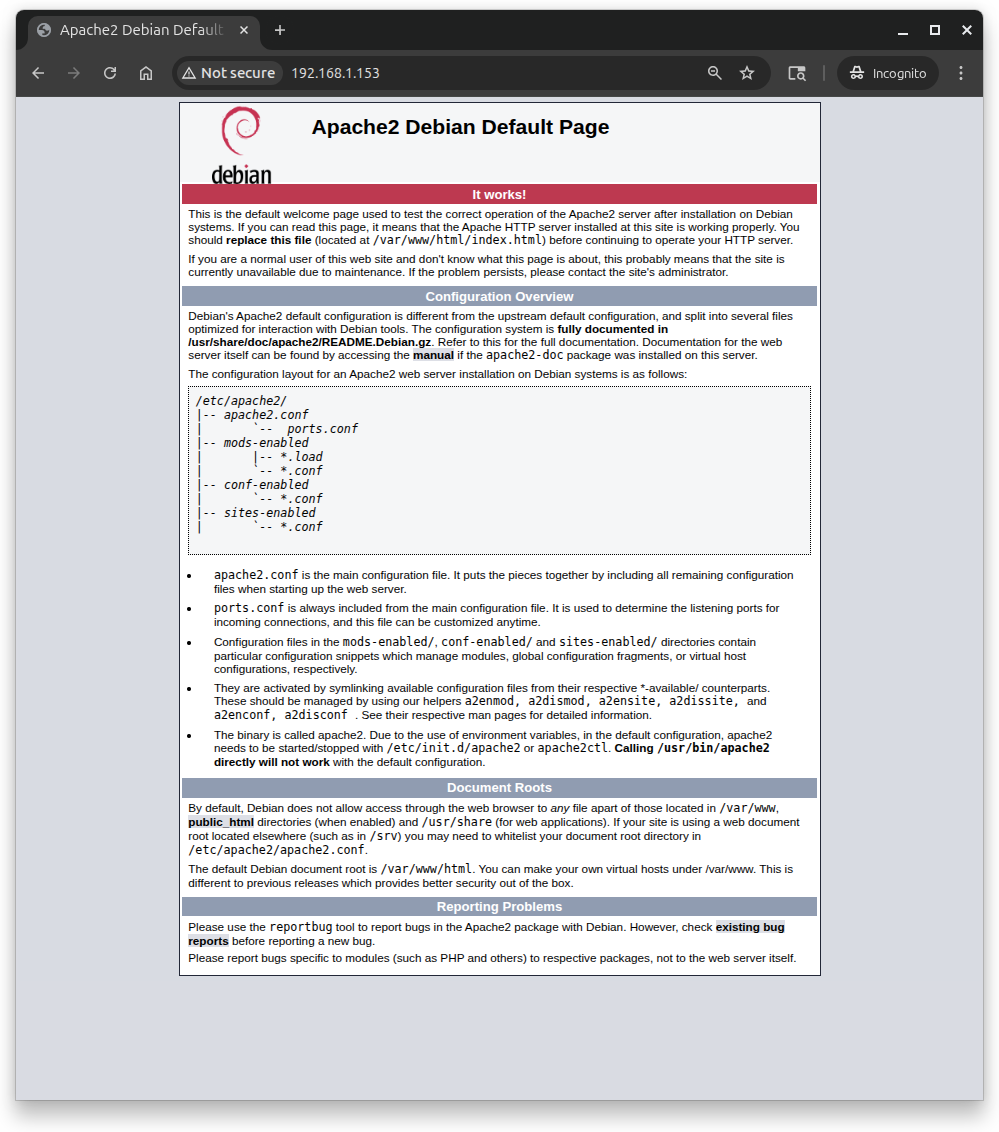 Apache2 Debian Default
Not secure
192.168.1.153
Incognito
debian
Apache2 Debian Default Page
It works!
This is the default welcome page used to test the correct operation of the Apache2 server after installation on Debian
systems. If you can read this page, it means that the Apache HTTP server installed at this site is working properly. You
should replace this file (located at /var/www/html/index.html) before continuing to operate your HTTP server.
If you are a normal user of this web site and don't know what this page is about, this probably means that the site is
currently unavailable due to maintenance. If the problem persists, please contact the site's administrator.
Configuration Overview
Debian's Apache2 default configuration is different from the upstream default configuration, and split into several files
optimized for interaction with Debian tools. The configuration system is fully documented in
/usr/share/doc/apache2/README.Debian.gz. Refer to this for the full documentation. Documentation for the web
server itself can be found by accessing the manual if the apache2-doc package was installed on this server.
The configuration layout for an Apache2 web server installation on Debian systems is as follows:
/etc/apache2/
|-- apache2.conf
|       `--  ports.conf
|-- mods-enabled
|       |-- *.load
|       `-- *.conf
|-- conf-enabled
|       `-- *.conf
|-- sites-enabled
|       `-- *.conf
• apache2.conf is the main configuration file. It puts the pieces together by including all remaining configuration
files when starting up the web server.
• ports.conf is always included from the main configuration file. It is used to determine the listening ports for
incoming connections, and this file can be customized anytime.
• Configuration files in the mods-enabled/, conf-enabled/ and sites-enabled/ directories contain
particular configuration snippets which manage modules, global configuration fragments, or virtual host
configurations, respectively.
• They are activated by symlinking available configuration files from their respective *-available/ counterparts.
These should be managed by using our helpers a2enmod, a2dismod, a2ensite, a2dissite, and
a2enconf, a2disconf . See their respective man pages for detailed information.
• The binary is called apache2. Due to the use of environment variables, in the default configuration, apache2
needs to be started/stopped with /etc/init.d/apache2 or apache2ctl. Calling /usr/bin/apache2
directly will not work with the default configuration.
Document Roots
By default, Debian does not allow access through the web browser to any file apart of those located in /var/www,
public_html directories (when enabled) and /usr/share (for web applications). If your site is using a web document
root located elsewhere (such as in /srv) you may need to whitelist your document root directory in
/etc/apache2/apache2.conf.
The default Debian document root is /var/www/html. You can make your own virtual hosts under /var/www. This is
different to previous releases which provides better security out of the box.
Reporting Problems
Please use the reportbug tool to report bugs in the Apache2 package with Debian. However, check existing bug
reports before reporting a new bug.
Please report bugs specific to modules (such as PHP and others) to respective packages, not to the web server itself.